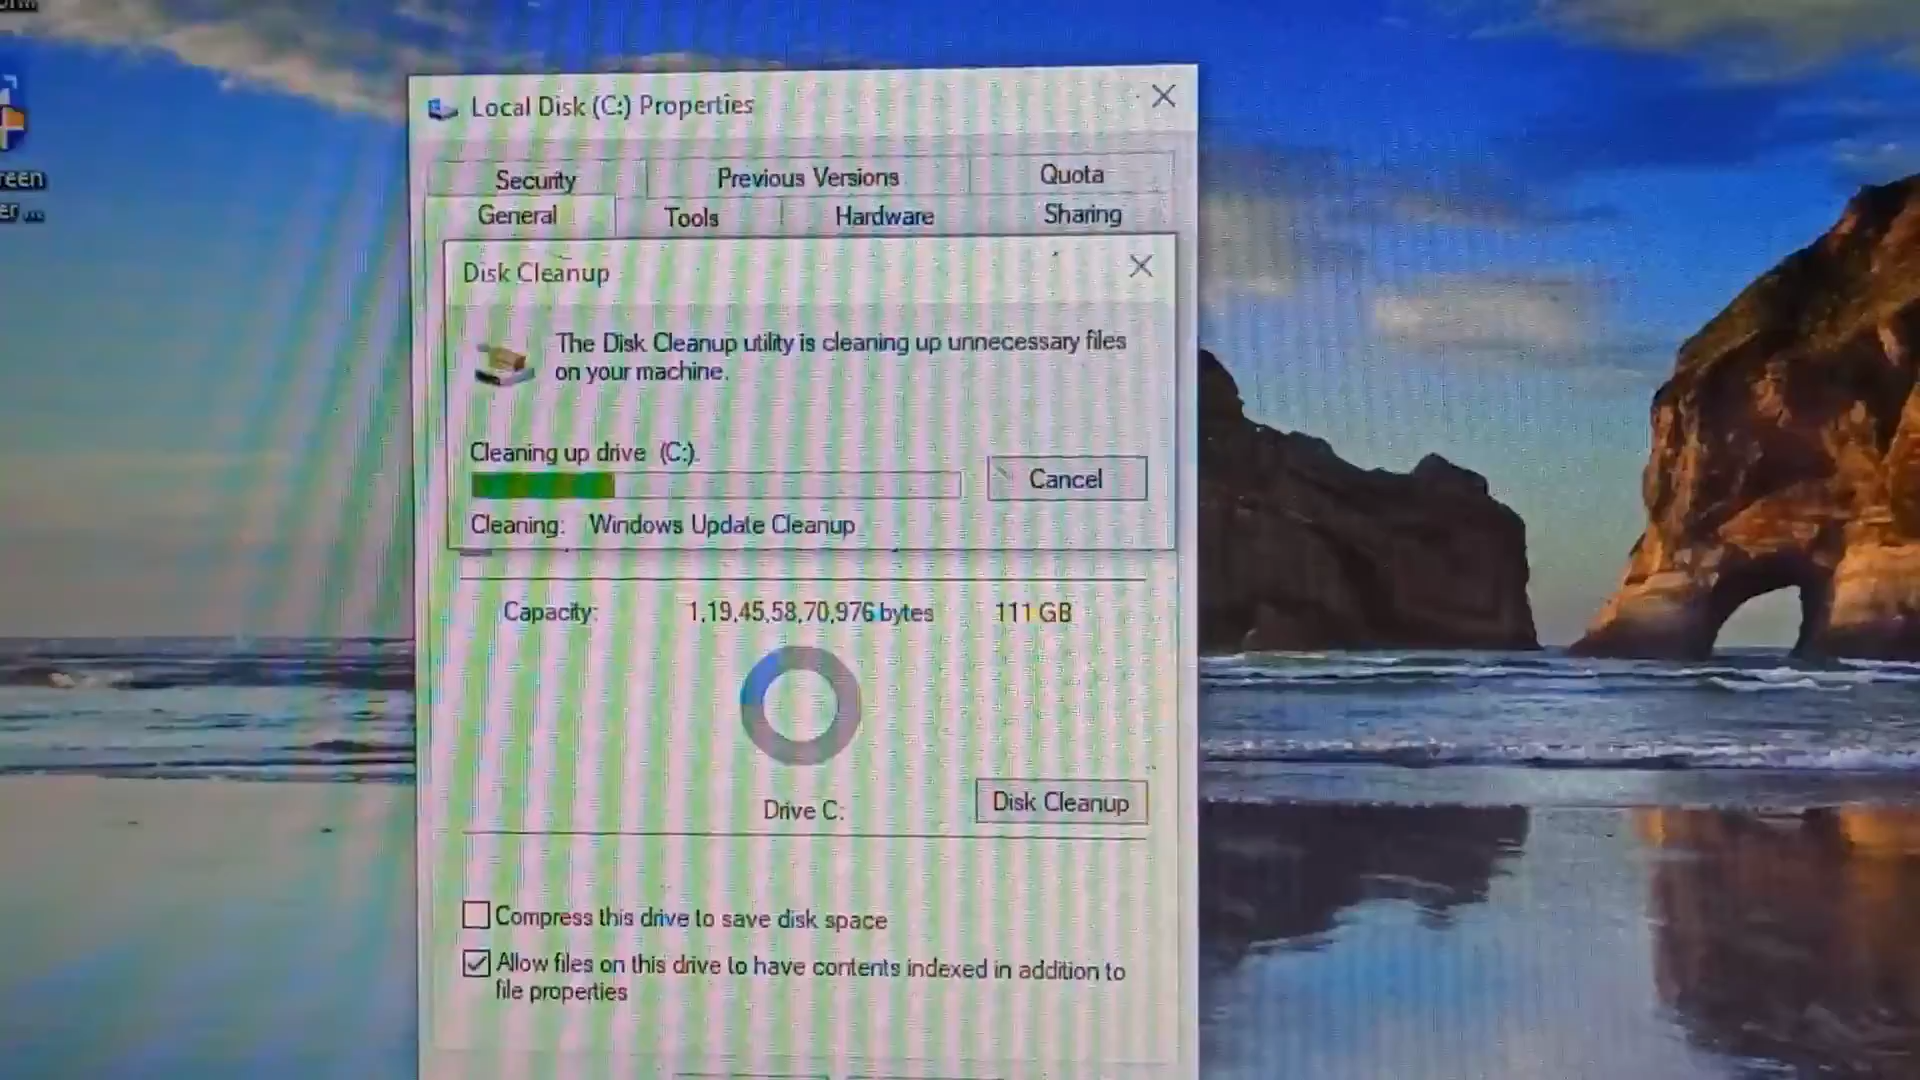 reen
er ...
Local Disk (C:) Properties
Security Previous Versions Quota
General Tools Hardware Sharing
Disk Cleanup
The Disk Cleanup utility is cleaning up unnecessary files
on your machine.
Cleaning up drive (C:).
Cancel
Cleaning: Windows Update Cleanup
Capacity: 1,19,45,58,70,976 bytes 111 GB
Drive C:
Disk Cleanup
Compress this drive to save disk space
Allow files on this drive to have contents indexed in addition to
file properties